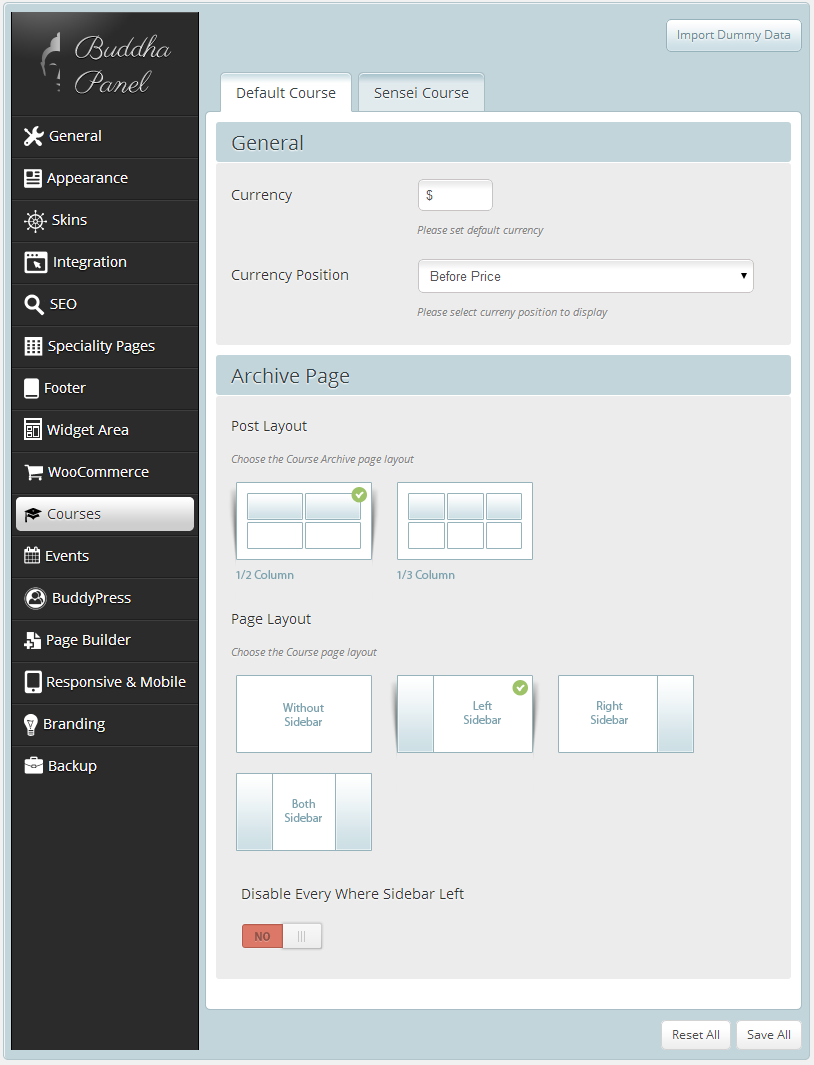 Buddha
Panel
Import Dummy Data
Default Course
Sensei Course
General
Appearance
Skins
Integration
SEO
Speciality Pages
Footer
Widget Area
WooCommerce
Courses
Events
BuddyPress
Page Builder
Responsive & Mobile
Branding
Backup
General
Currency
$
Please set default currency
Currency Position
Before Price
Please select curreny position to display
Archive Page
Post Layout
Choose the Course Archive page layout
1/2 Column
1/3 Column
Page Layout
Choose the Course page layout
Without
Sidebar
Left
Sidebar
Right
Sidebar
Both
Sidebar
Disable Every Where Sidebar Left
NO
Reset All
Save All